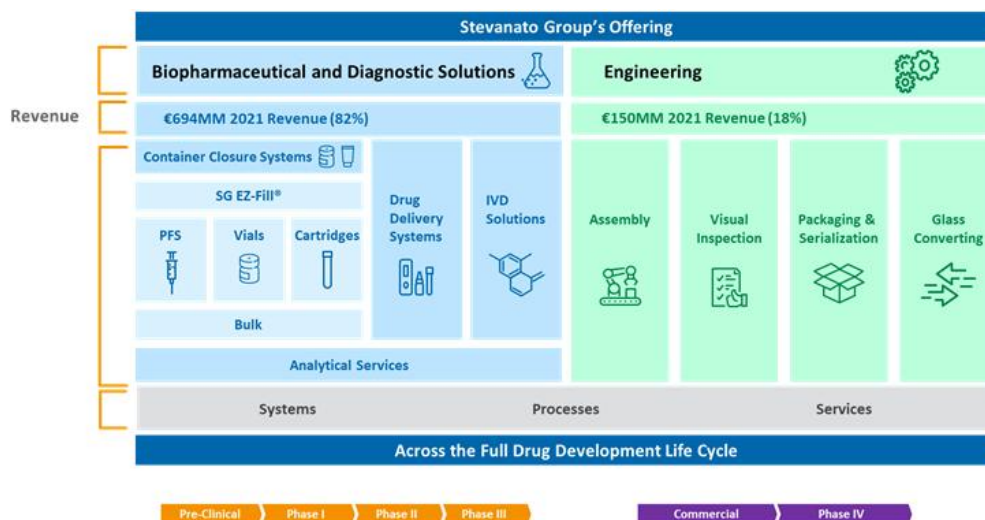 Stevanato Group's Offering
Biopharmaceutical and Diagnostic Solutions
Engineering
Revenue
€694MM 2021 Revenue (82%)
€150MM 2021 Revenue (18%)
Container Closure Systems
SG EZ-Fill®
PFS
Vials
Cartridges
Bulk
Drug
Delivery
Systems
IVD
Solutions
Analytical Services
Assembly
Visual
Inspection
Packaging &
Serialization
Glass
Converting
Systems
Processes
Services
Across the Full Drug Development Life Cycle
Pre-Clinical
Phase I
Phase II
Phase III
Commercial
Phase IV